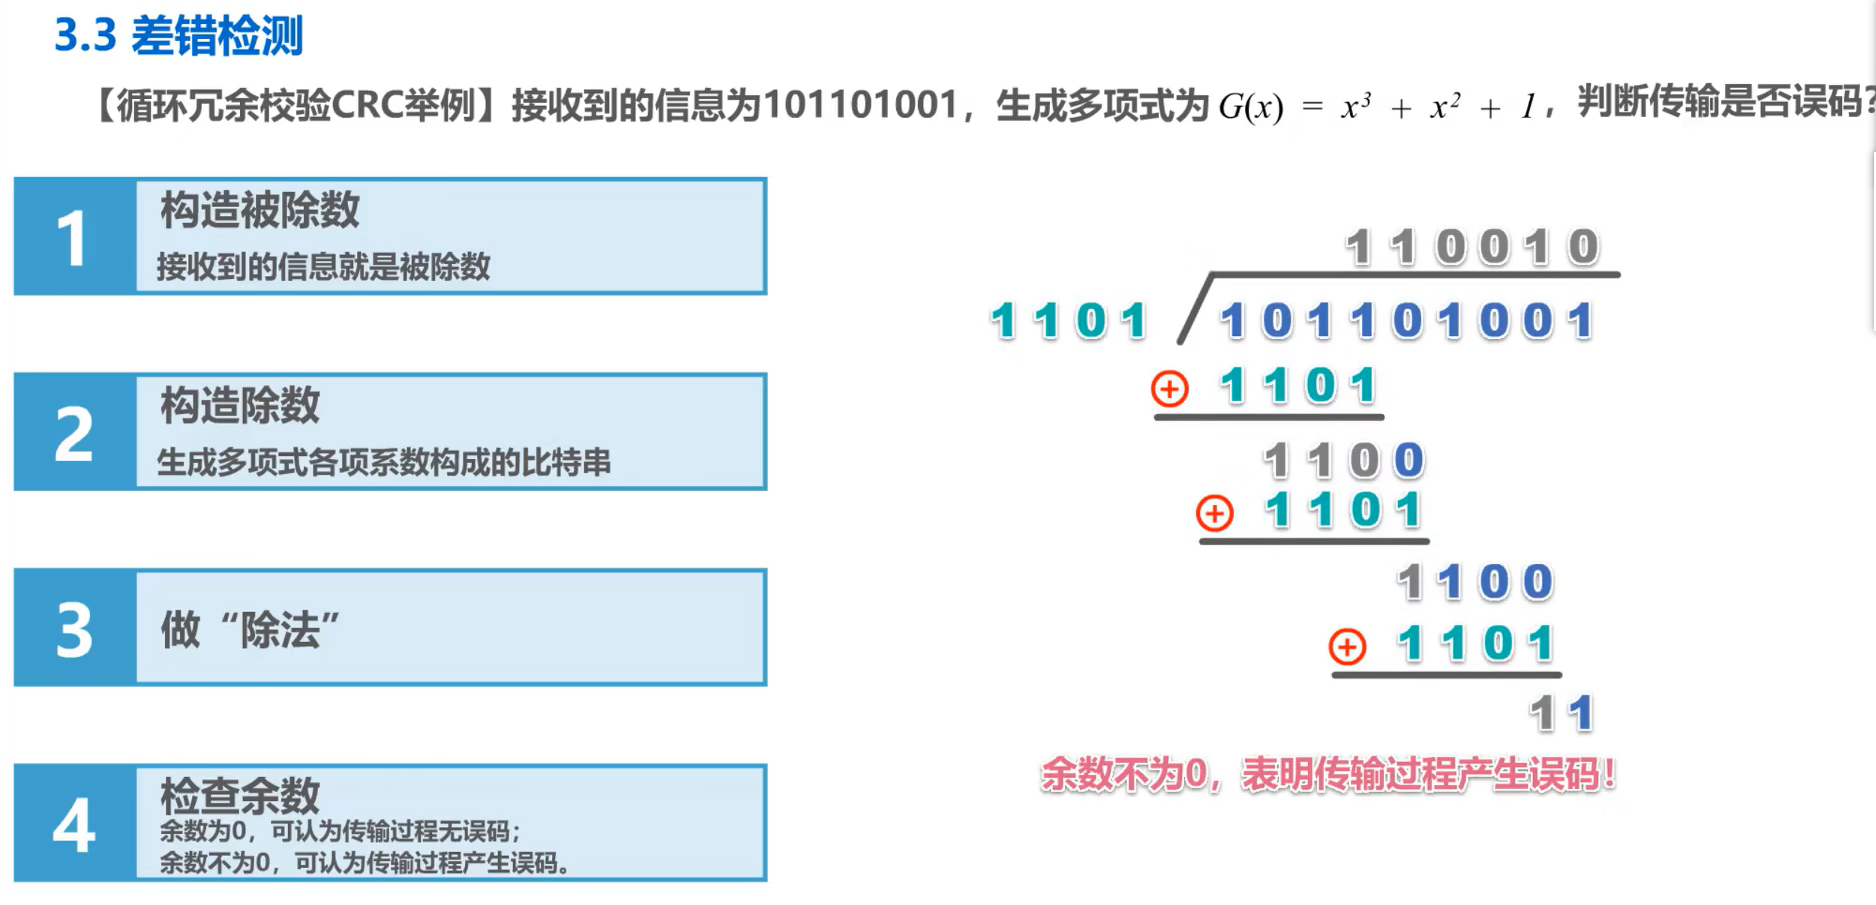 3.3 差错检测
【循环冗余校验CRC举例】接收到的信息为101101001，生成多项式为 G(x) = x³ + x² + 1，判断传输是否误码？
1
构造被除数
接收到的信息就是被除数
2
构造除数
生成多项式各项系数构成的比特串
3
做“除法”
4
检查余数
余数为0，可认为传输过程无误码；
余数不为0，可认为传输过程产生误码。
1 1 0 0 1 0
1 1 0 1 1 0 1 1 0 1 0 0 1
⊕ 1 1 0 1
1 1 0 0
⊕ 1 1 0 1
1 1 0 0
⊕ 1 1 0 1
1 1
余数不为0，表明传输过程产生误码！